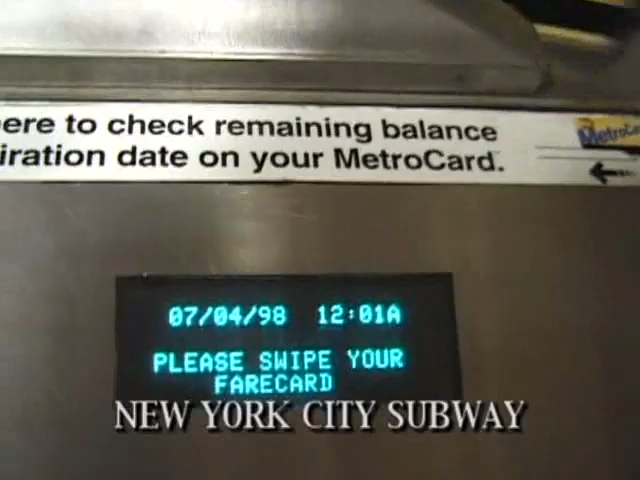 ere to check remaining balance
iration date on your MetroCard.
MetroCa
07/04/98 12:01A
PLEASE SWIPE YOUR
FARECARD
NEW YORK CITY SUBWAY